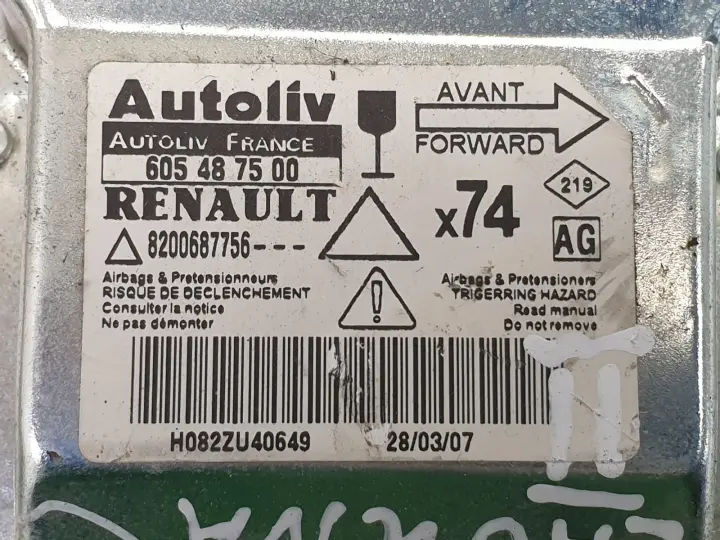 Autoliv
AUTOLIV FRANCE
605 48 75 00
RENAULT
8200687756---
AVANT
FORWARD
x74
219
AG
Airbags & Pretensionneurs
RISQUE DE DECLENCHEMENT
Consulter la notice
Ne pas démonter
!
Airbags & Pretensioners
TRIGERRING HAZARD
Read manual
Do not remove
H082ZU40649 28/03/07
II